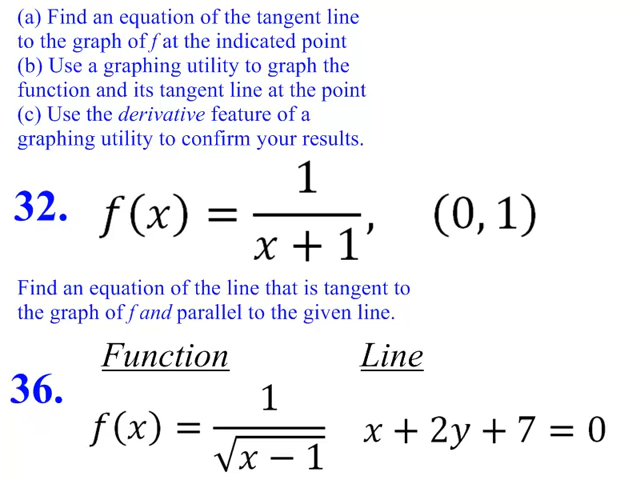 (a) Find an equation of the tangent line
to the graph of f at the indicated point
(b) Use a graphing utility to graph the
function and its tangent line at the point
(c) Use the derivative feature of a
graphing utility to confirm your results.
32. f(x) = 1/(x + 1), (0, 1)
Find an equation of the line that is tangent to
the graph of f and parallel to the given line.
Function Line
36. f(x) = 1/√(x − 1) x + 2y + 7 = 0